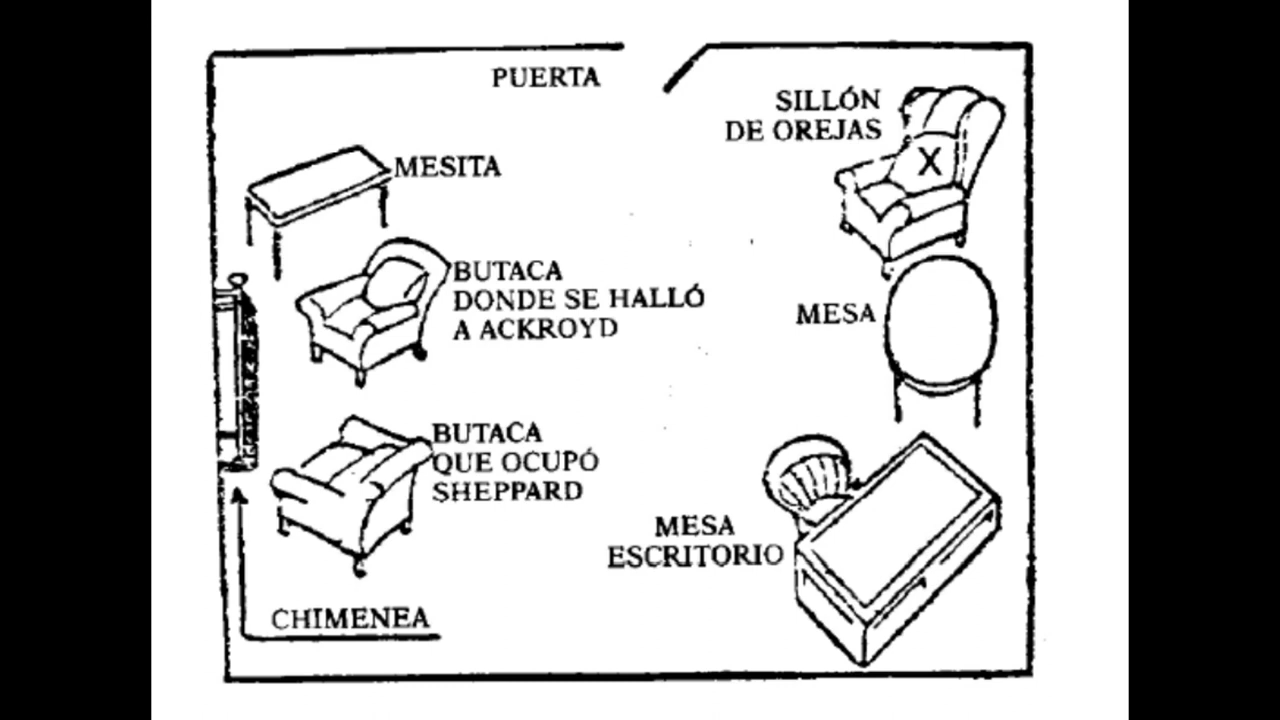 PUERTA
SILLÓN
DE OREJAS
X
MESITA
BUTACA
DONDE SE HALLÓ
A ACKROYD
MESA
BUTACA
QUE OCUPÓ
SHEPPARD
MESA
ESCRITORIO
CHIMENEA